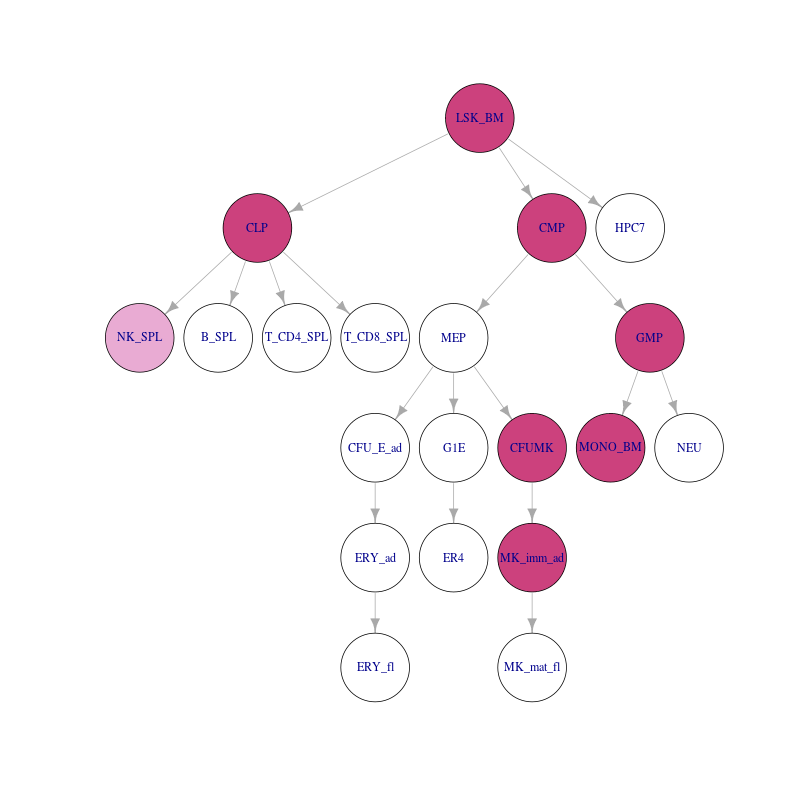 LSK_BM
CLP
CMP
HPC7
NK_SPL
B_SPL
T_CD4_SPL
T_CD8_SPL
MEP
GMP
CFU_E_ad
G1E
CFUMK
MONO_BM
NEU
ERY_ad
ER4
MK_imm_ad
ERY_fl
MK_mat_fl